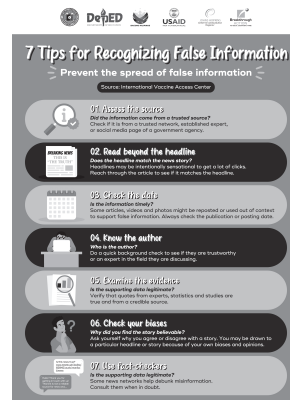 DepED
USAID
7 Tips for Recognizing False Information
Prevent the spread of false information
Source: International Vaccine Access Center
01. Assess the source
Did the information come from a trusted source?
Check if it is from a trusted network, established expert,
or social media page of a government agency.
BREAKING NEWS
02. Read beyond the headline
Does the headline match the news story?
Headlines may be intentionally sensational to get a lot of clicks.
Reach through the article to see if it matches the headline.
03. Check the date
Is the information timely?
Some articles, videos and photos might be reposted or used out of context
to support false information. Always check the publication or posting date.
04. Know the author
Who is the author?
Do a quick background check to see if they are trustworthy
or an expert in the field they are discussing.
05. Examine the evidence
Is the supporting data legitimate?
Verify that quotes from experts, statistics and studies are
true and from a credible source.
06. Check your biases
Why did you find the story believable?
Ask yourself why you agree or disagree with a story. You may be drawn to
a particular headline or story because of your own biases and opinions.
07. Use fact-checkers
Is the supporting data legitimate?
Some news networks help debunk misinformation.
Consult them when in doubt.